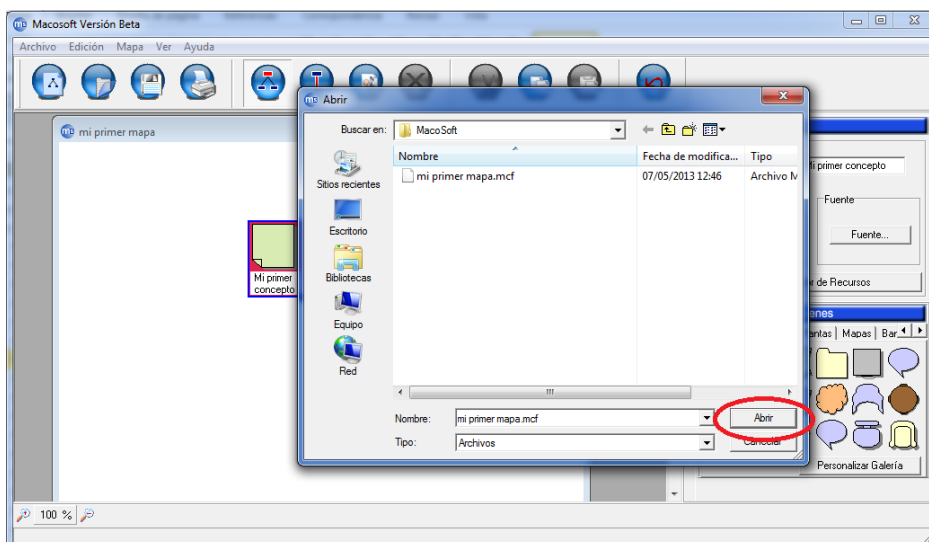 Macosoft Versión Beta
Archivo Edición Mapa Ver Ayuda
Abrir
mi primer mapa
Buscar en: MacoSoft
Nombre Fecha de modifica... Tipo
mi primer mapa.mcf 07/05/2013 12:46 Archivo M
Sitios recientes
Escritorio
Bibliotecas
Equipo
Red
Nombre: mi primer mapa.mcf Abrir
Tipo: Archivos Cancelar
Mi primer
concepto
Mi primer concepto
Fuente
Fuente...
de Recursos
Mapas Bar
Personalizar Galería
100 %